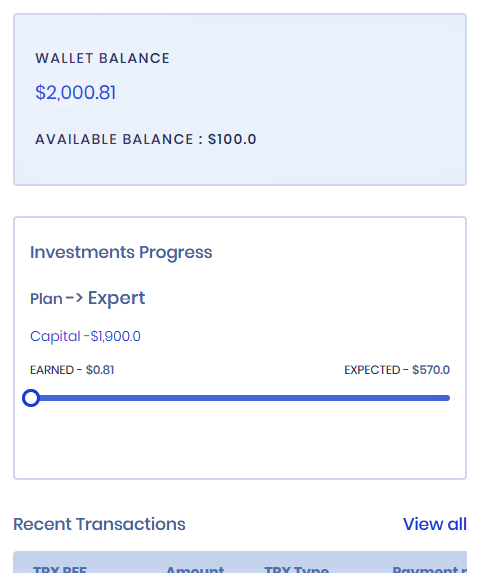 WALLET BALANCE
$2,000.81
AVAILABLE BALANCE : $100.0
Investments Progress
Plan -> Expert
Capital -$1,900.0
EARNED - $0.81 EXPECTED - $570.0
Recent Transactions View all
TRX REF Amount TRX Type Payment